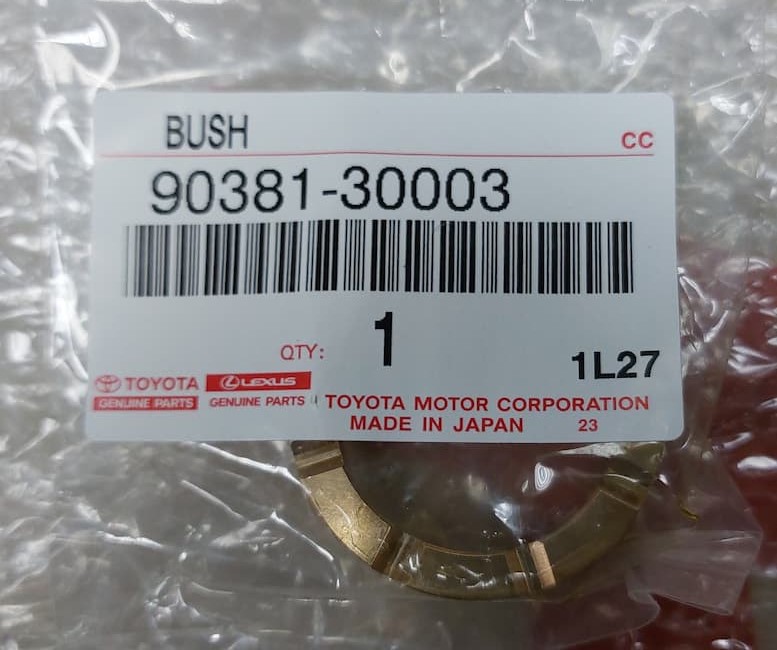 BUSH
CC
90381-30003
QTY: 1
1L27
TOYOTA LEXUS
GENUINE PARTS GENUINE PARTS
TOYOTA MOTOR CORPORATION
MADE IN JAPAN 23